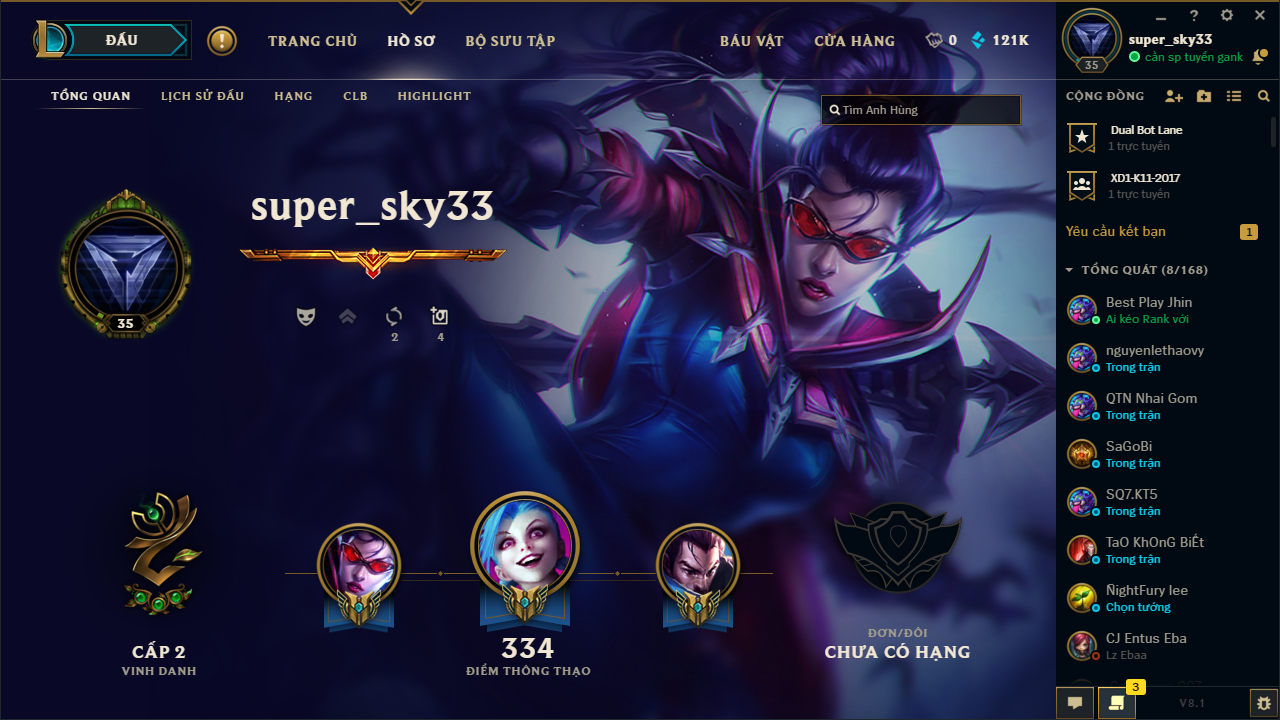 ĐẤU
TRANG CHỦ
HỒ SƠ
BỘ SƯU TẬP
BÁU VẬT
CỬA HÀNG
0
121K
35
super_sky33
cần sp tuyển gank
TỔNG QUAN
LỊCH SỬ ĐẤU
HẠNG
CLB
HIGHLIGHT
Tìm Anh Hùng
CỘNG ĐỒNG
Dual Bot Lane
1 trực tuyến
XD1-K11-2017
1 trực tuyến
Yêu cầu kết bạn
1
TỔNG QUÁT (8/168)
Best Play Jhin
Ai kéo Rank với
nguyenlethaovy
Trong trận
QTN Nhai Gom
Trong trận
SaGoBi
Trong trận
SQ7.KT5
Trong trận
TaO KhOnG BiẾt
Trong trận
ÑightFury lee
Chọn tướng
CJ Entus Eba
Lz Ebaa
super_sky33
35
2
4
CẤP 2
VINH DANH
334
ĐIỂM THÔNG THẠO
ĐƠN/ĐÔI
CHƯA CÓ HẠNG
3
V8.1